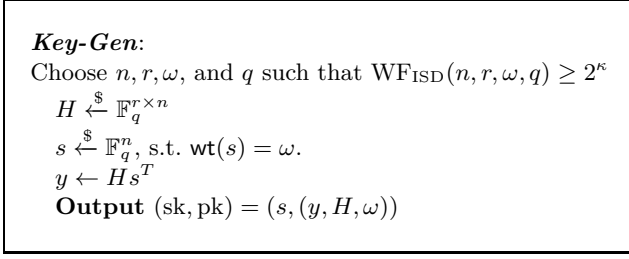 Key-Gen:
Choose n, r, ω, and q such that WF_ISD(n, r, ω, q) ≥ 2^κ
H ←$ 𝔽_q^{r×n}
s ←$ 𝔽_q^n, s.t. wt(s) = ω.
y ← Hs^T
Output (sk, pk) = (s, (y, H, ω))